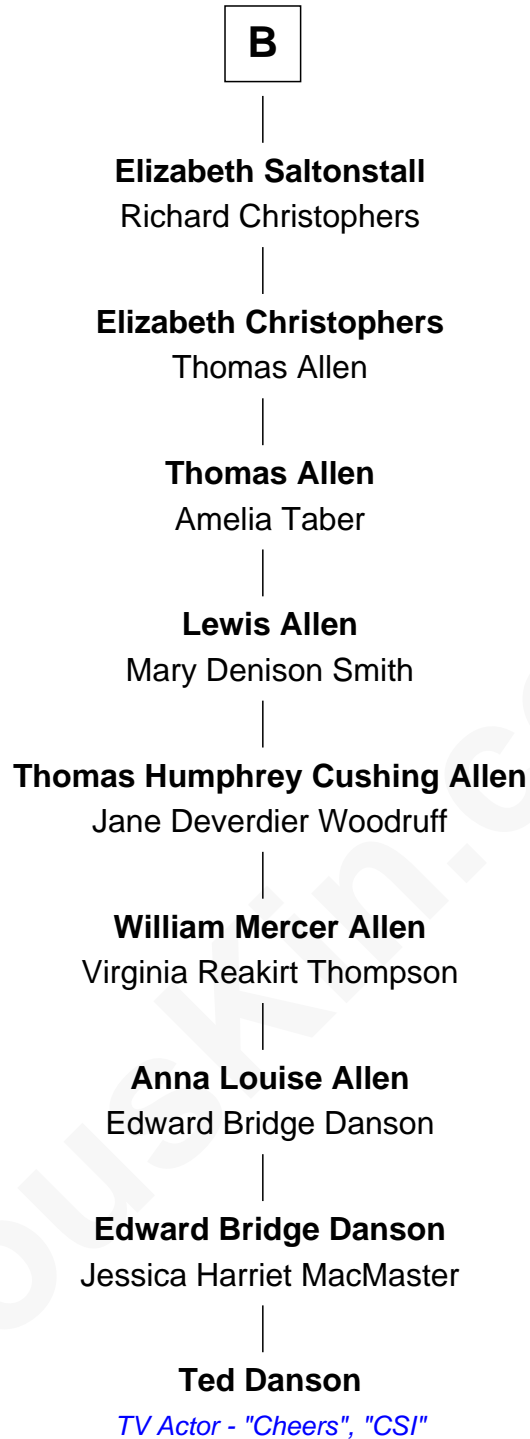 B
Elizabeth Saltonstall
Richard Christophers
Elizabeth Christophers
Thomas Allen
Thomas Allen
Amelia Taber
Lewis Allen
Mary Denison Smith
Thomas Humphrey Cushing Allen
Jane Deverdier Woodruff
William Mercer Allen
Virginia Reakirt Thompson
Anna Louise Allen
Edward Bridge Danson
Edward Bridge Danson
Jessica Harriet MacMaster
Ted Danson
TV Actor - "Cheers", "CSI"